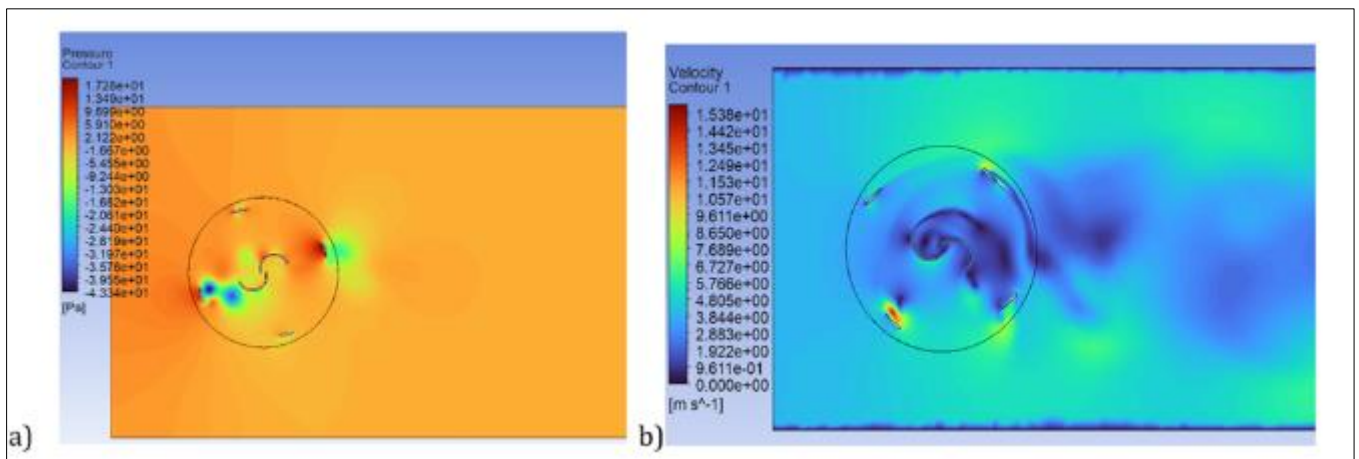 Pressure
Contour 1
1.728e+01
1.349e+01
9.699e+00
5.910e+00
2.122e+00
-1.667e+00
-5.455e+00
-9.244e+00
-1.303e+01
-1.682e+01
-2.061e+01
-2.440e+01
-2.819e+01
-3.197e+01
-3.576e+01
-3.955e+01
-4.334e+01
[Pa]
a)
Velocity
Contour 1
1.538e+01
1.442e+01
1.345e+01
1.249e+01
1.153e+01
1.057e+01
9.611e+00
8.650e+00
7.689e+00
6.727e+00
5.766e+00
4.805e+00
3.844e+00
2.883e+00
1.922e+00
9.611e-01
0.000e+00
[m s^-1]
b)